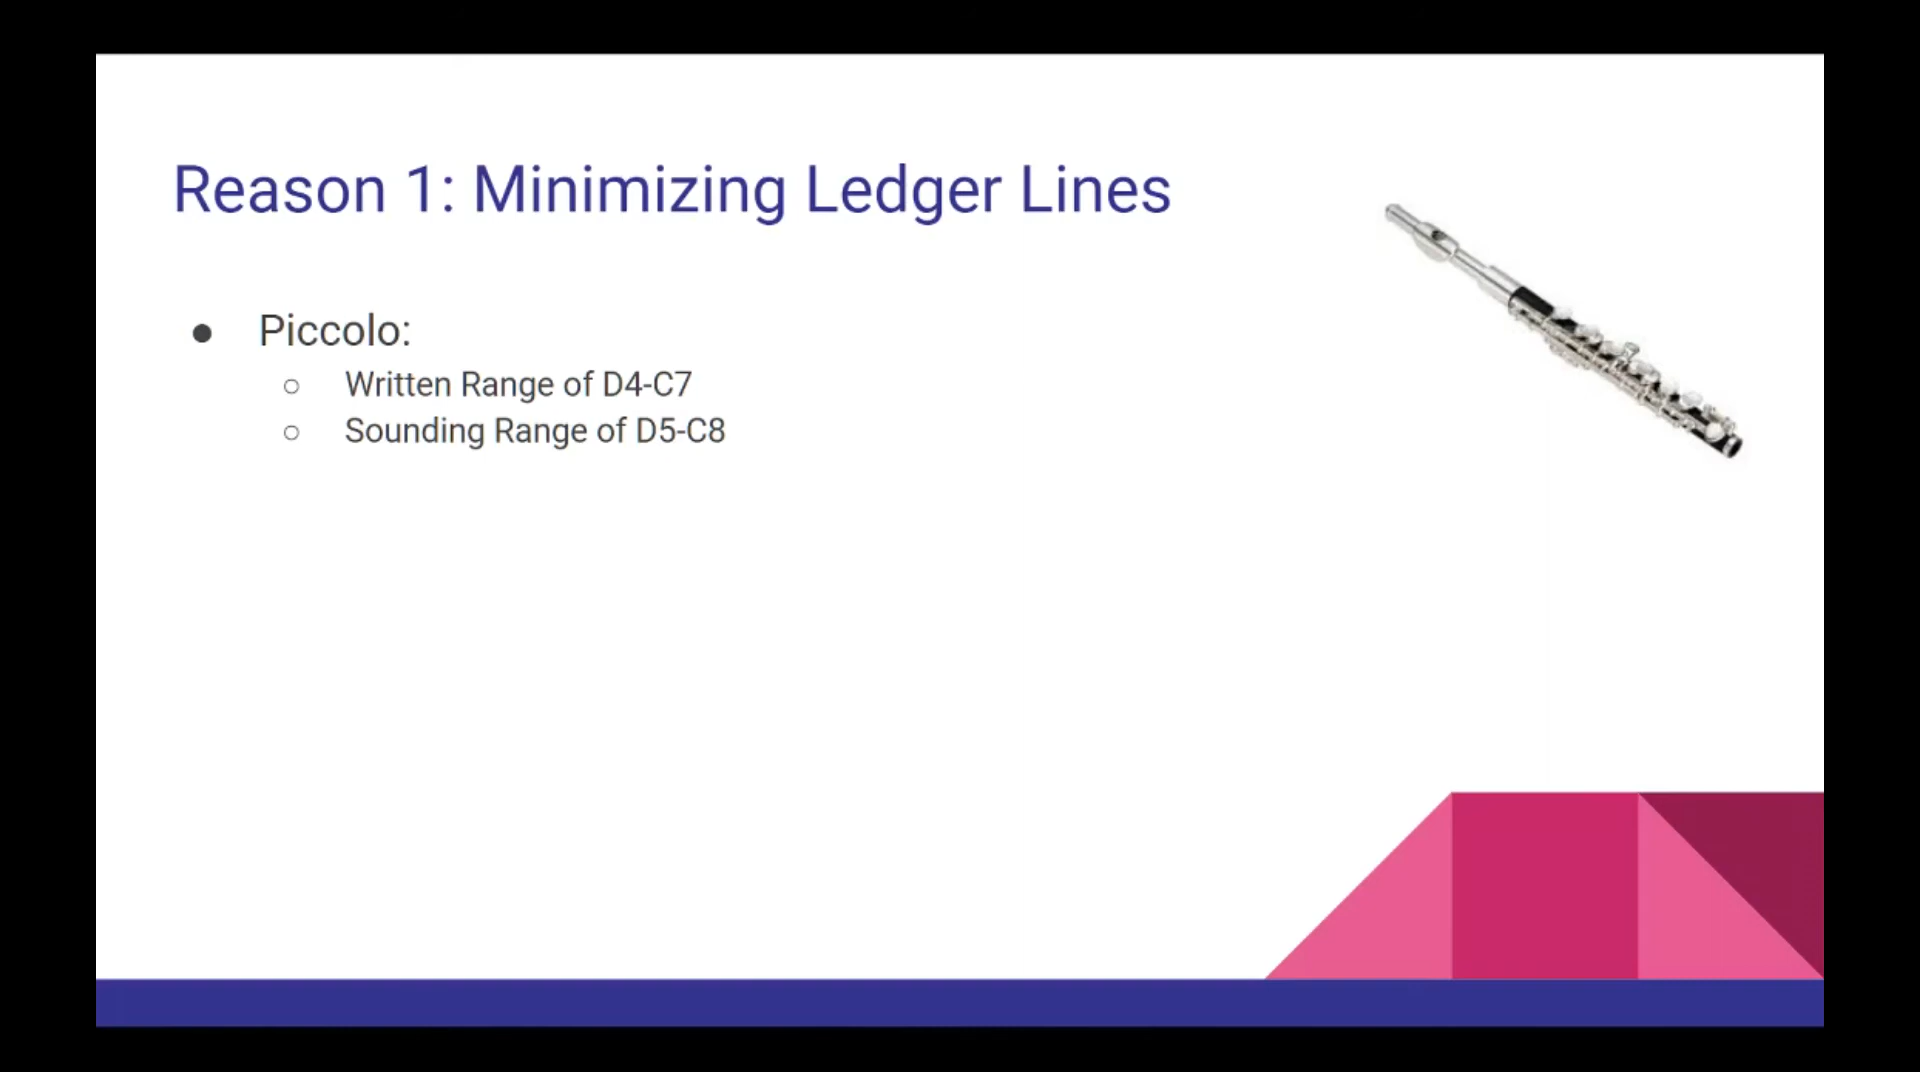 Reason 1: Minimizing Ledger Lines
● Piccolo:
○ Written Range of D4-C7
○ Sounding Range of D5-C8